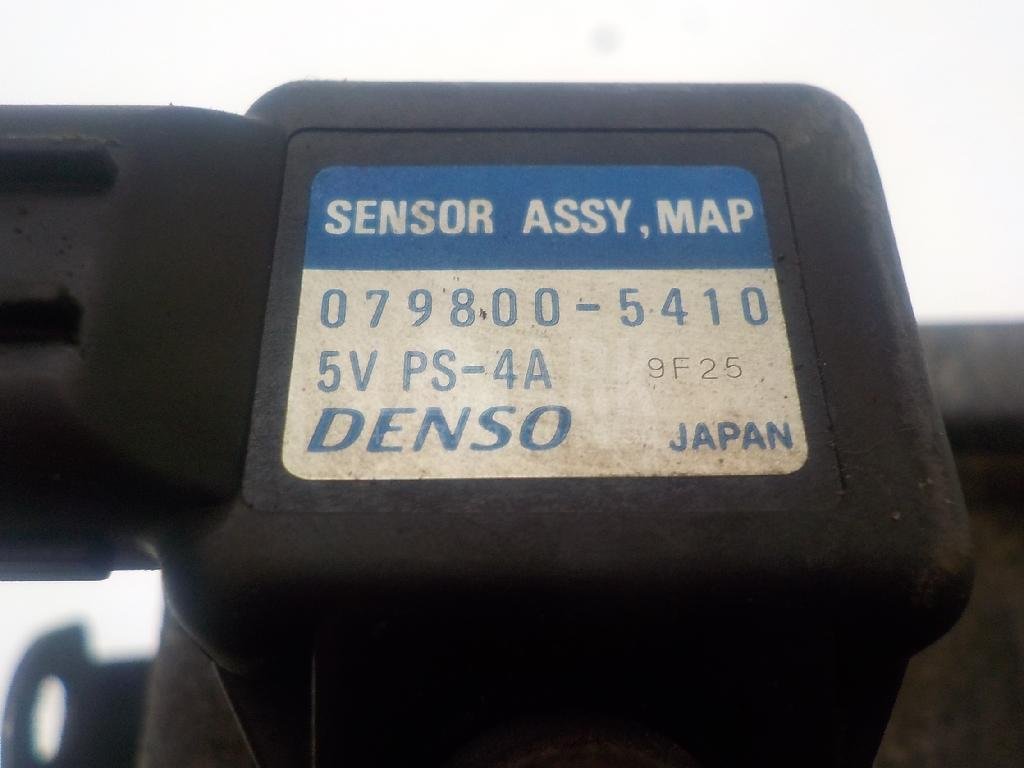 SENSOR ASSY,MAP
079800-5410
5V PS-4A 9F25
DENSO JAPAN